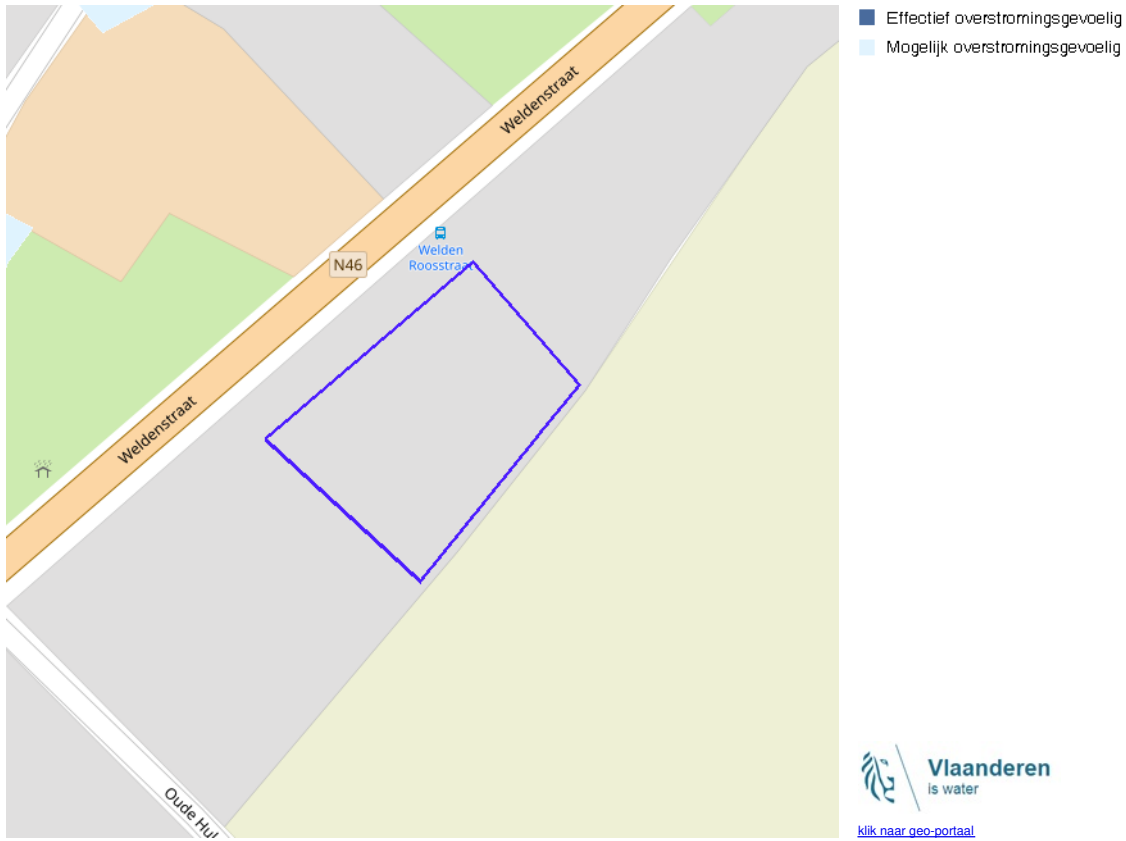 Effectief overstromingsgevoelig
Mogelijk overstromingsgevoelig
Weldenstraat
Welden
Roosstraat
N46
Weldenstraat
Oude Hul
Vlaanderen
is water
klik naar geo-portaal